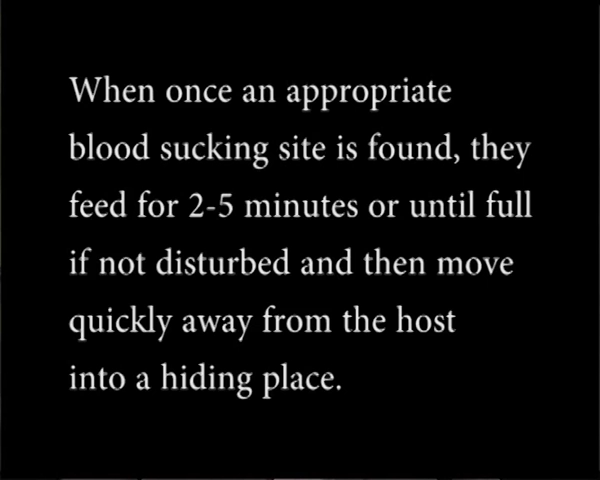 When once an appropriate
blood sucking site is found, they
feed for 2-5 minutes or until full
if not disturbed and then move
quickly away from the host
into a hiding place.